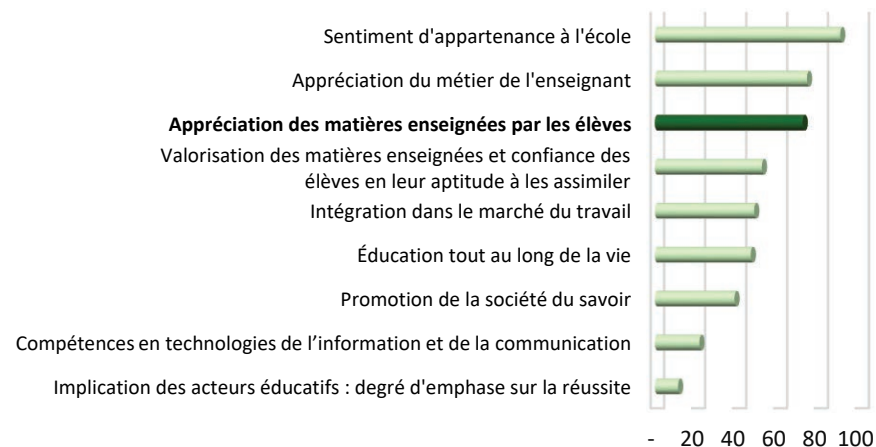 Sentiment d'appartenance à l'école
Appréciation du métier de l'enseignant
Appréciation des matières enseignées par les élèves
Valorisation des matières enseignées et confiance des
élèves en leur aptitude à les assimiler
Intégration dans le marché du travail
Éducation tout au long de la vie
Promotion de la société du savoir
Compétences en technologies de l’information et de la communication
Implication des acteurs éducatifs : degré d'emphase sur la réussite
- 20 40 60 80 100